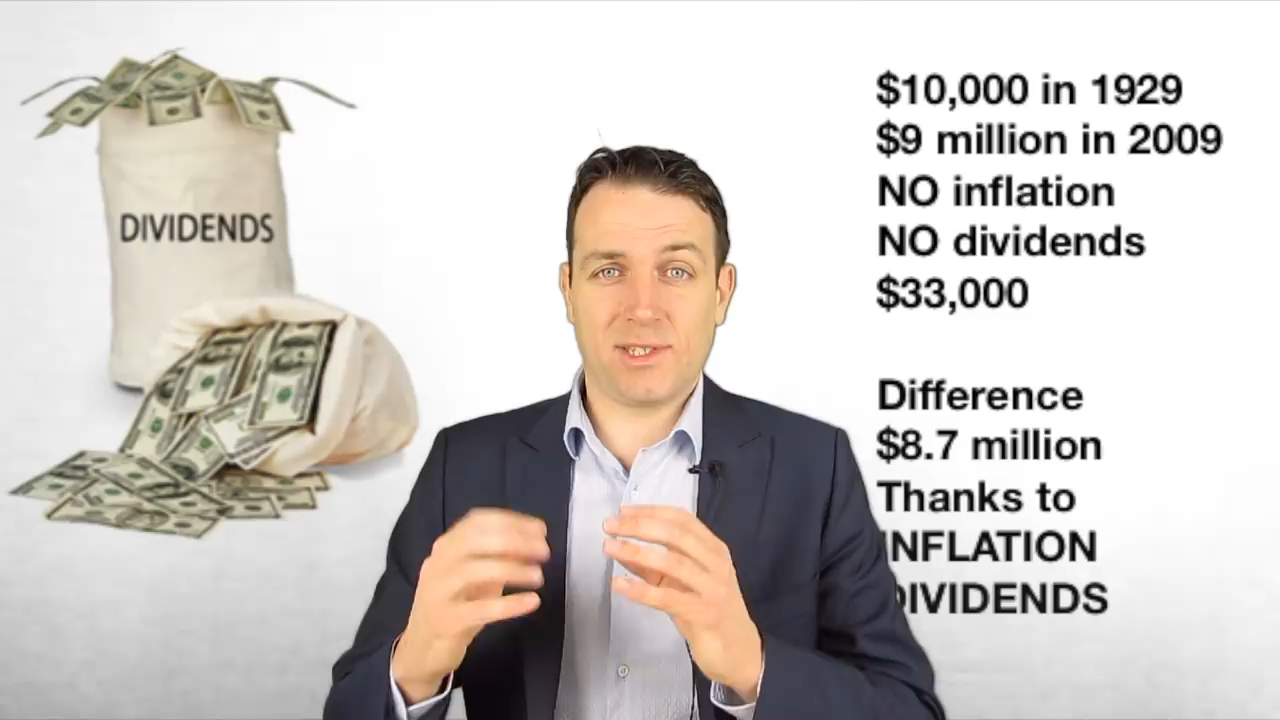 DIVIDENDS
$10,000 in 1929
$9 million in 2009
NO inflation
NO dividends
$33,000
Difference
$8.7 million
Thanks to
INFLATION
DIVIDENDS